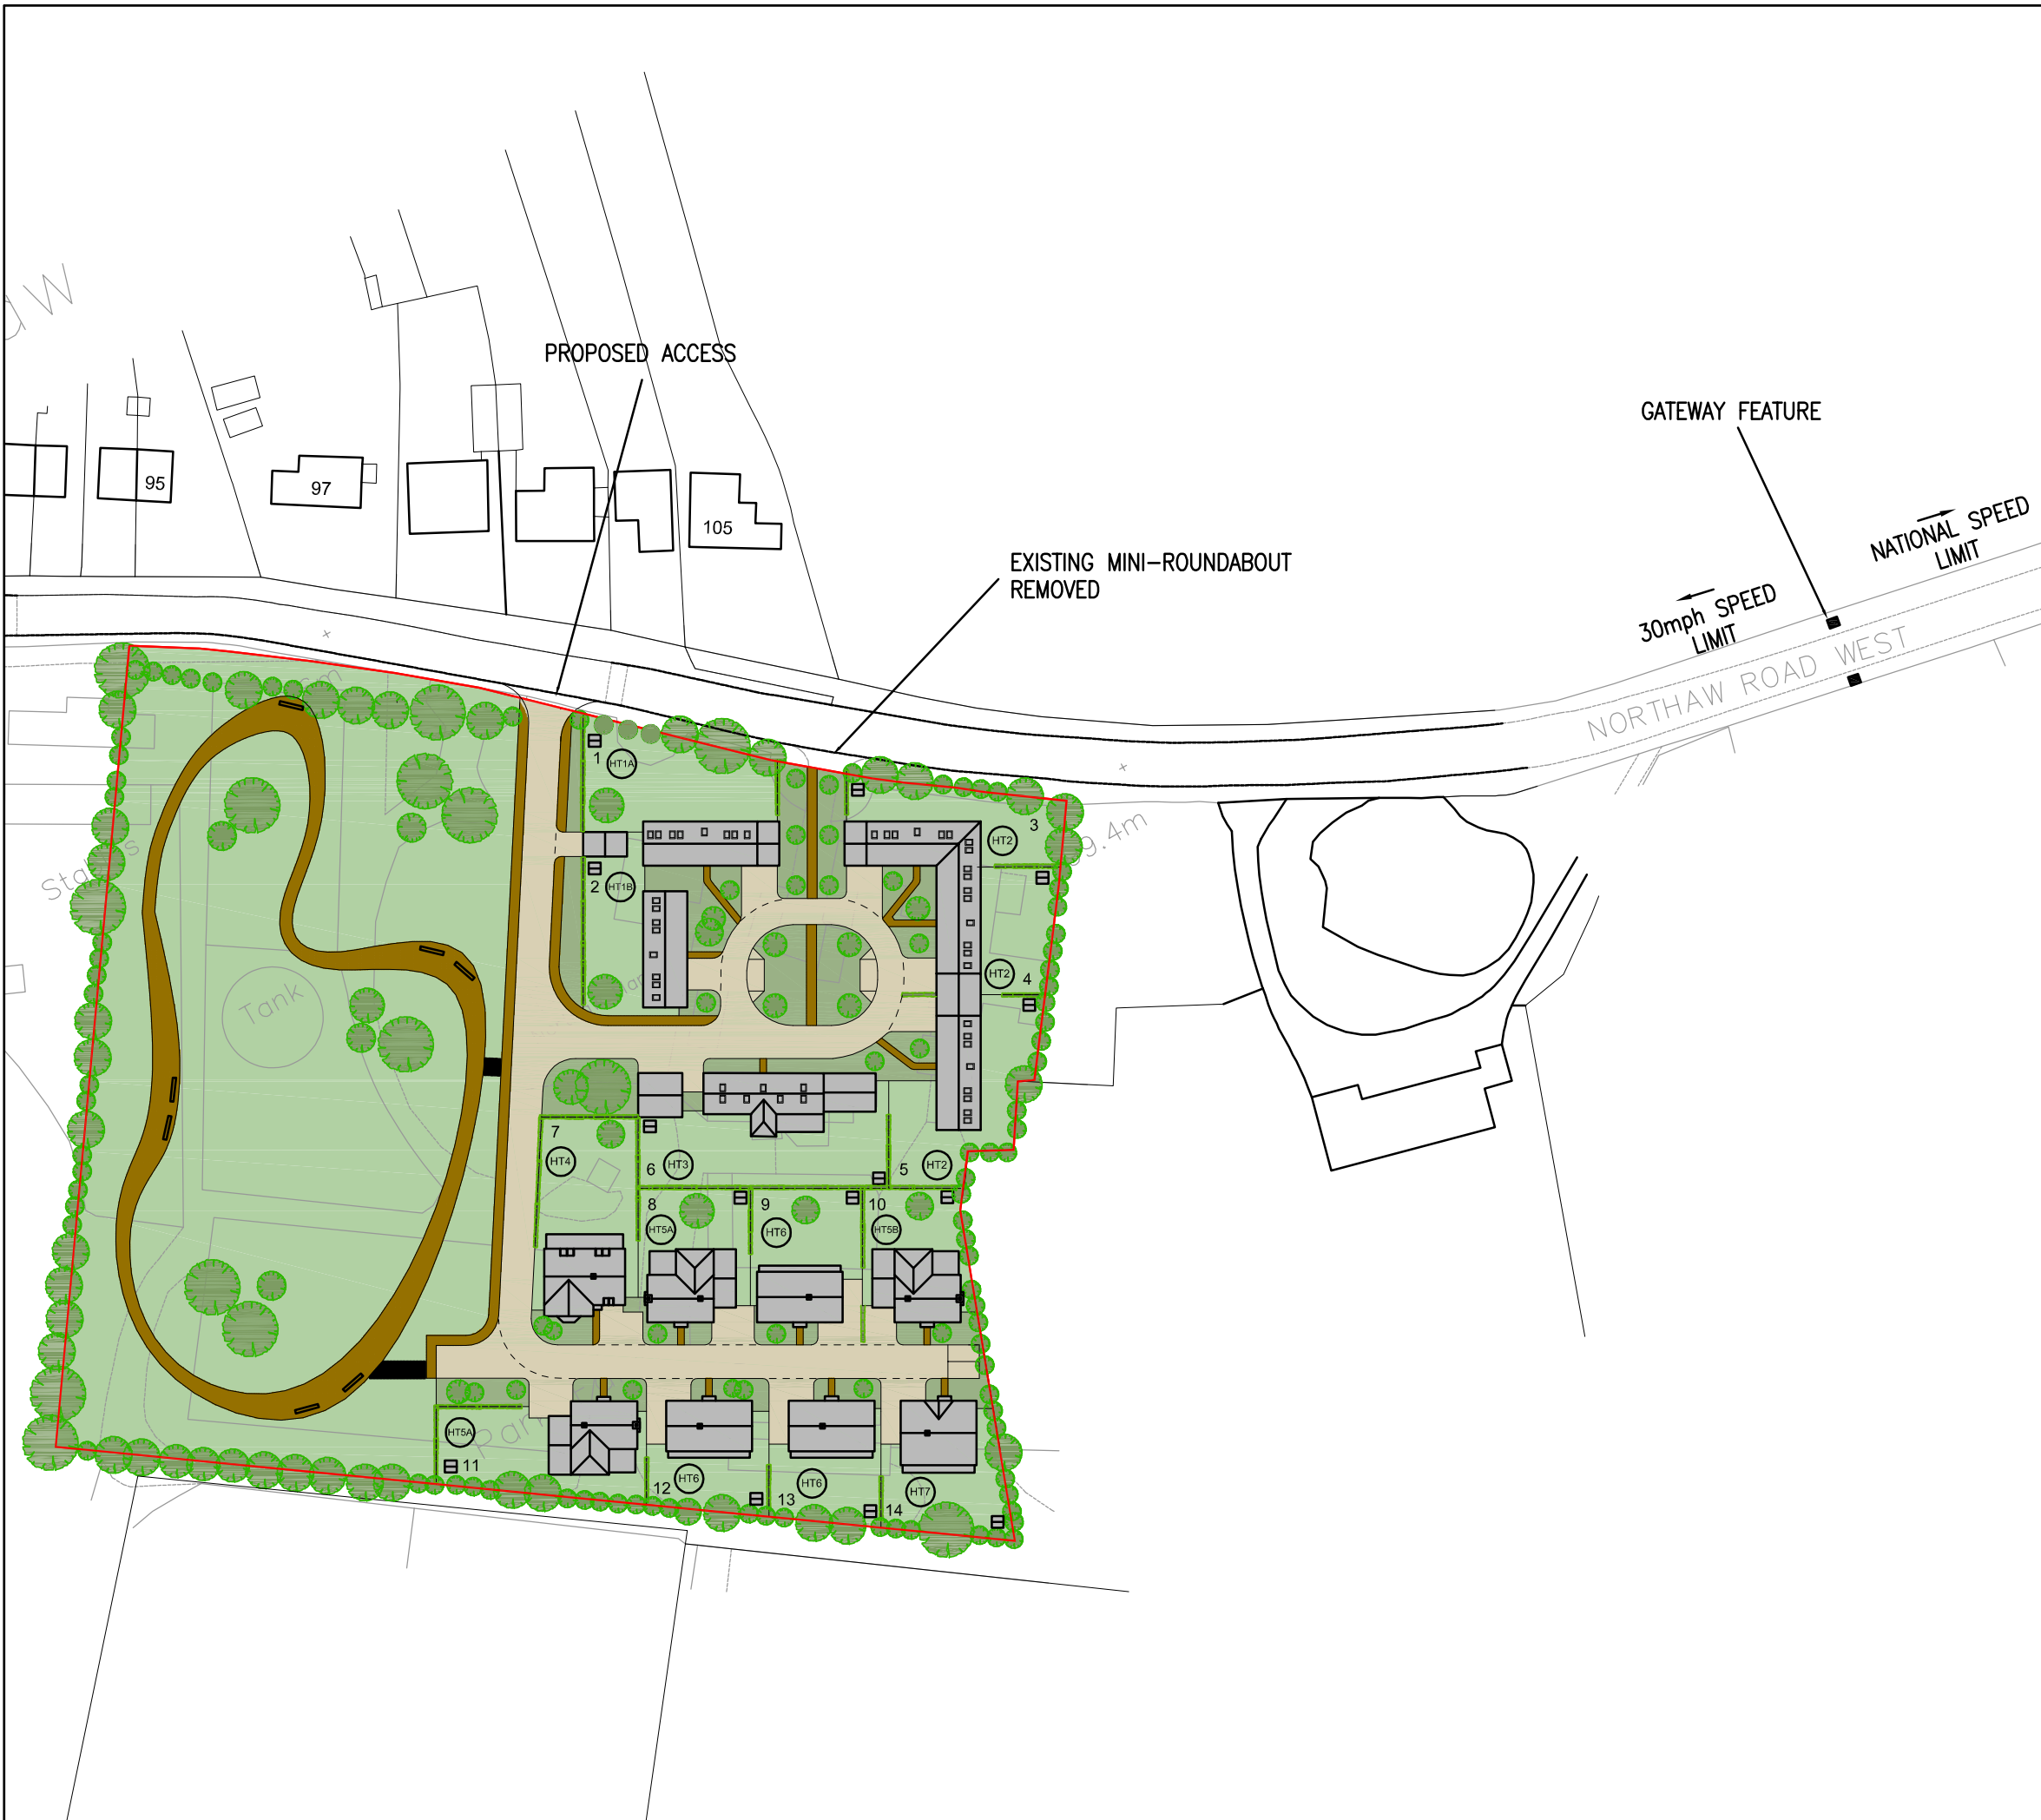 PROPOSED ACCESS
GATEWAY FEATURE
95
97
105
EXISTING MINI-ROUNDABOUT
REMOVED
NATIONAL SPEED
LIMIT
30mph SPEED
LIMIT
NORTHAW ROAD WEST
1
HT1A
2
HT1B
3
HT2
9.4m
HT2
4
Tank
7
HT4
6
HT3
5
HT2
8
HT5A
9
HT6
10
HT5B
HT5A
11
12
HT6
13
HT6
14
HT7